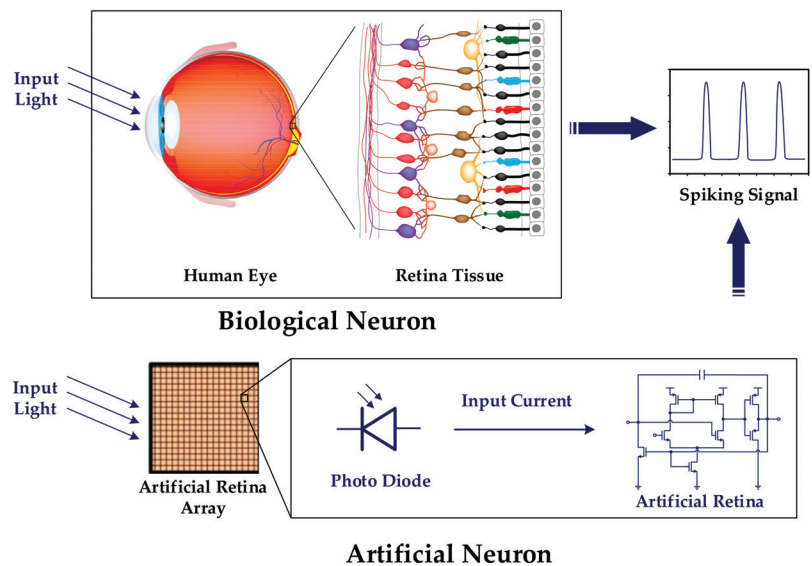 Input
Light
Human Eye
Retina Tissue
Spiking Signal
Biological Neuron
Input
Light
Artificial Retina
Array
Photo Diode
Input Current
Artificial Retina
Artificial Neuron